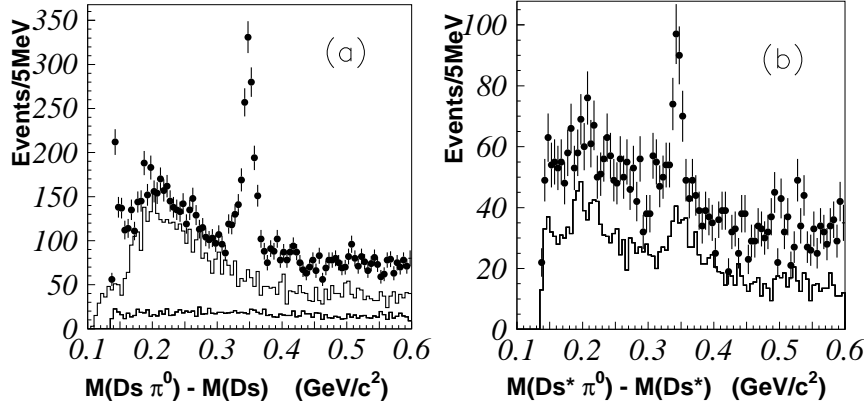 Events/5MeV
350
300
250
200
150
100
50
0
(a)
0.1 0.2 0.3 0.4 0.5 0.6
M(Ds π⁰) - M(Ds) (GeV/c²)
Events/5MeV
100
80
60
40
20
0
(b)
0.1 0.2 0.3 0.4 0.5 0.6
M(Ds* π⁰) - M(Ds*) (GeV/c²)